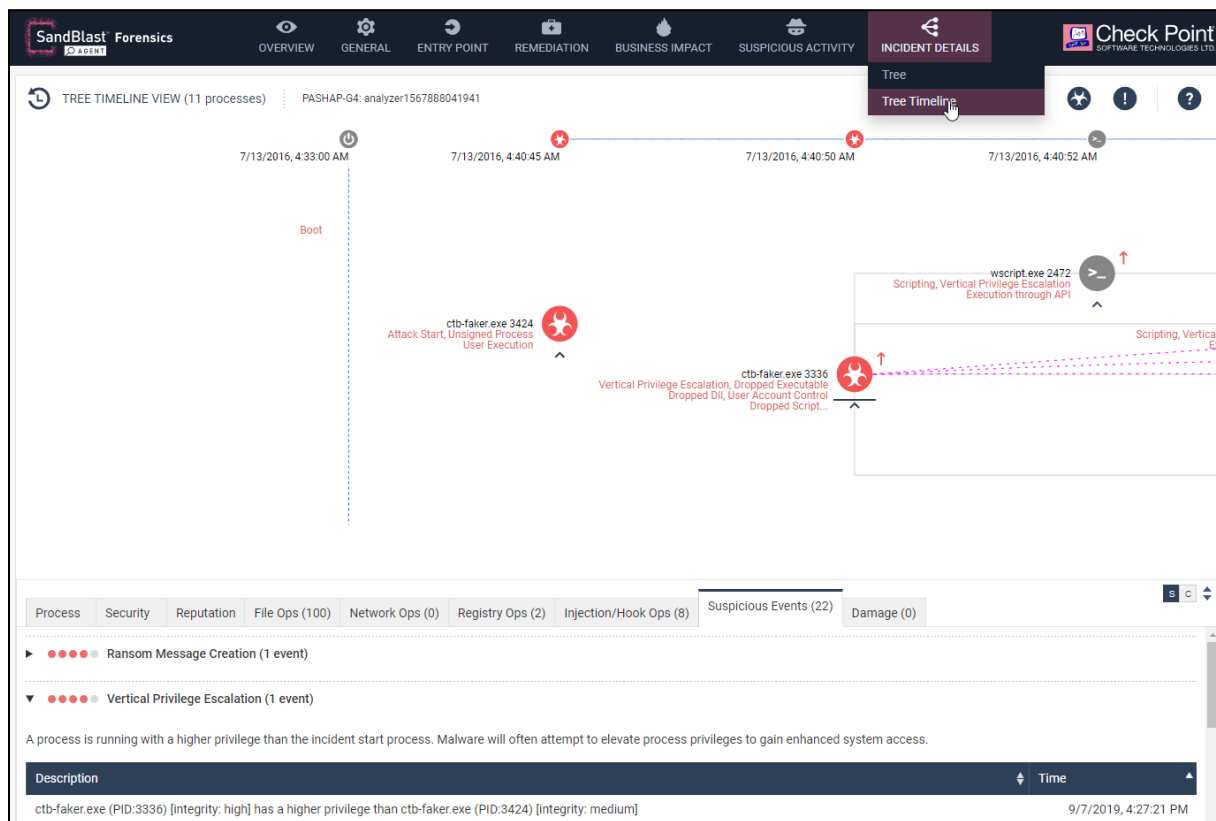 SandBlast Forensics
AGENT
OVERVIEW
GENERAL
ENTRY POINT
REMEDIATION
BUSINESS IMPACT
SUSPICIOUS ACTIVITY
INCIDENT DETAILS
Check Point
SOFTWARE TECHNOLOGIES LTD.
Tree
Tree Timeline
TREE TIMELINE VIEW (11 processes)
PASHAP-G4: analyzer1567888041941
7/13/2016, 4:33:00 AM
7/13/2016, 4:40:45 AM
7/13/2016, 4:40:50 AM
7/13/2016, 4:40:52 AM
Boot
wscript.exe 2472
Scripting, Vertical Privilege Escalation
Execution through API
ctb-faker.exe 3424
Attack Start, Unsigned Process
User Execution
Scripting, Vertica
E
ctb-faker.exe 3336
Vertical Privilege Escalation, Dropped Executable
Dropped Dll, User Account Control
Dropped Script...
S C
Process
Security
Reputation
File Ops (100)
Network Ops (0)
Registry Ops (2)
Injection/Hook Ops (8)
Suspicious Events (22)
Damage (0)
Ransom Message Creation (1 event)
Vertical Privilege Escalation (1 event)
A process is running with a higher privilege than the incident start process. Malware will often attempt to elevate process privileges to gain enhanced system access.
Description
Time
ctb-faker.exe (PID:3336) [integrity: high] has a higher privilege than ctb-faker.exe (PID:3424) [integrity: medium]
9/7/2019, 4:27:21 PM